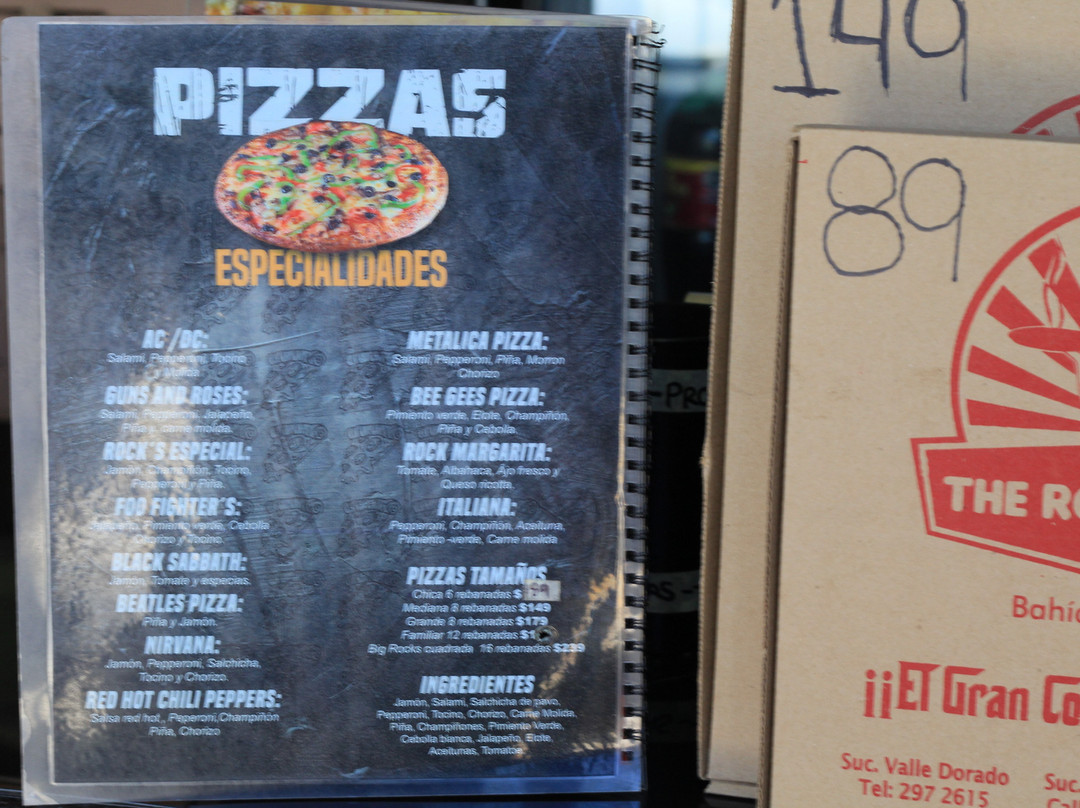 PIZZAS
ESPECIALIDADES
AC /DC:
Salami, Pepperoni, Tocino
y Molida
GUNS AND ROSES:
Salami, Pepperoni, Jalapeño,
Piña y carne molida.
ROCK´S ESPECIAL:
Jamón, Champiñon, Tocino,
Pepperoni y Piña.
FOO FIGHTER´S:
Pimiento verde, Cebolla
Chorizo y Tocino
BLACK SABBATH:
Jamón, Tomate y especias.
BEATLES PIZZA:
Piña y Jamón.
NIRVANA:
Jamón, Pepperoni, Salchicha,
Tocino y Chorizo.
RED HOT CHILI PEPPERS:
Salsa red hot , Peperoni,Champiñón
Piña, Chorizo
METALICA PIZZA:
Salami, Pepperoni, Piña, Morron
Chorizo
BEE GEES PIZZA:
Pimiento verde, Elote, Champiñón,
Piña y Cebolla.
ROCK MARGARITA:
Tomate, Albahaca, Ajo fresco y
Queso ricotta.
ITALIANA:
Pepperoni, Champiñón, Aceituna,
Pimiento -verde, Carne molida
PIZZAS TAMAÑOS
Chica 6 rebanadas $ 89
Mediana 8 rebanadas $149
Grande 8 rebanadas $179
Familiar 12 rebanadas $1
Big Rocks cuadrada 16 rebanadas $239
INGREDIENTES
Jamón, Salami, Salchicha de pavo,
Pepperoni, Tocino, Chorizo, Carne Molida,
Piña, Champiñones, Pimiento Verde,
Cebolla blanca, Jalapeño, Elote,
Aceitunas, Tomatoe
149
89
THE RO
Bahía
¡¡El Gran Co
Suc. Valle Dorado
Tel: 297 2615
Suc.